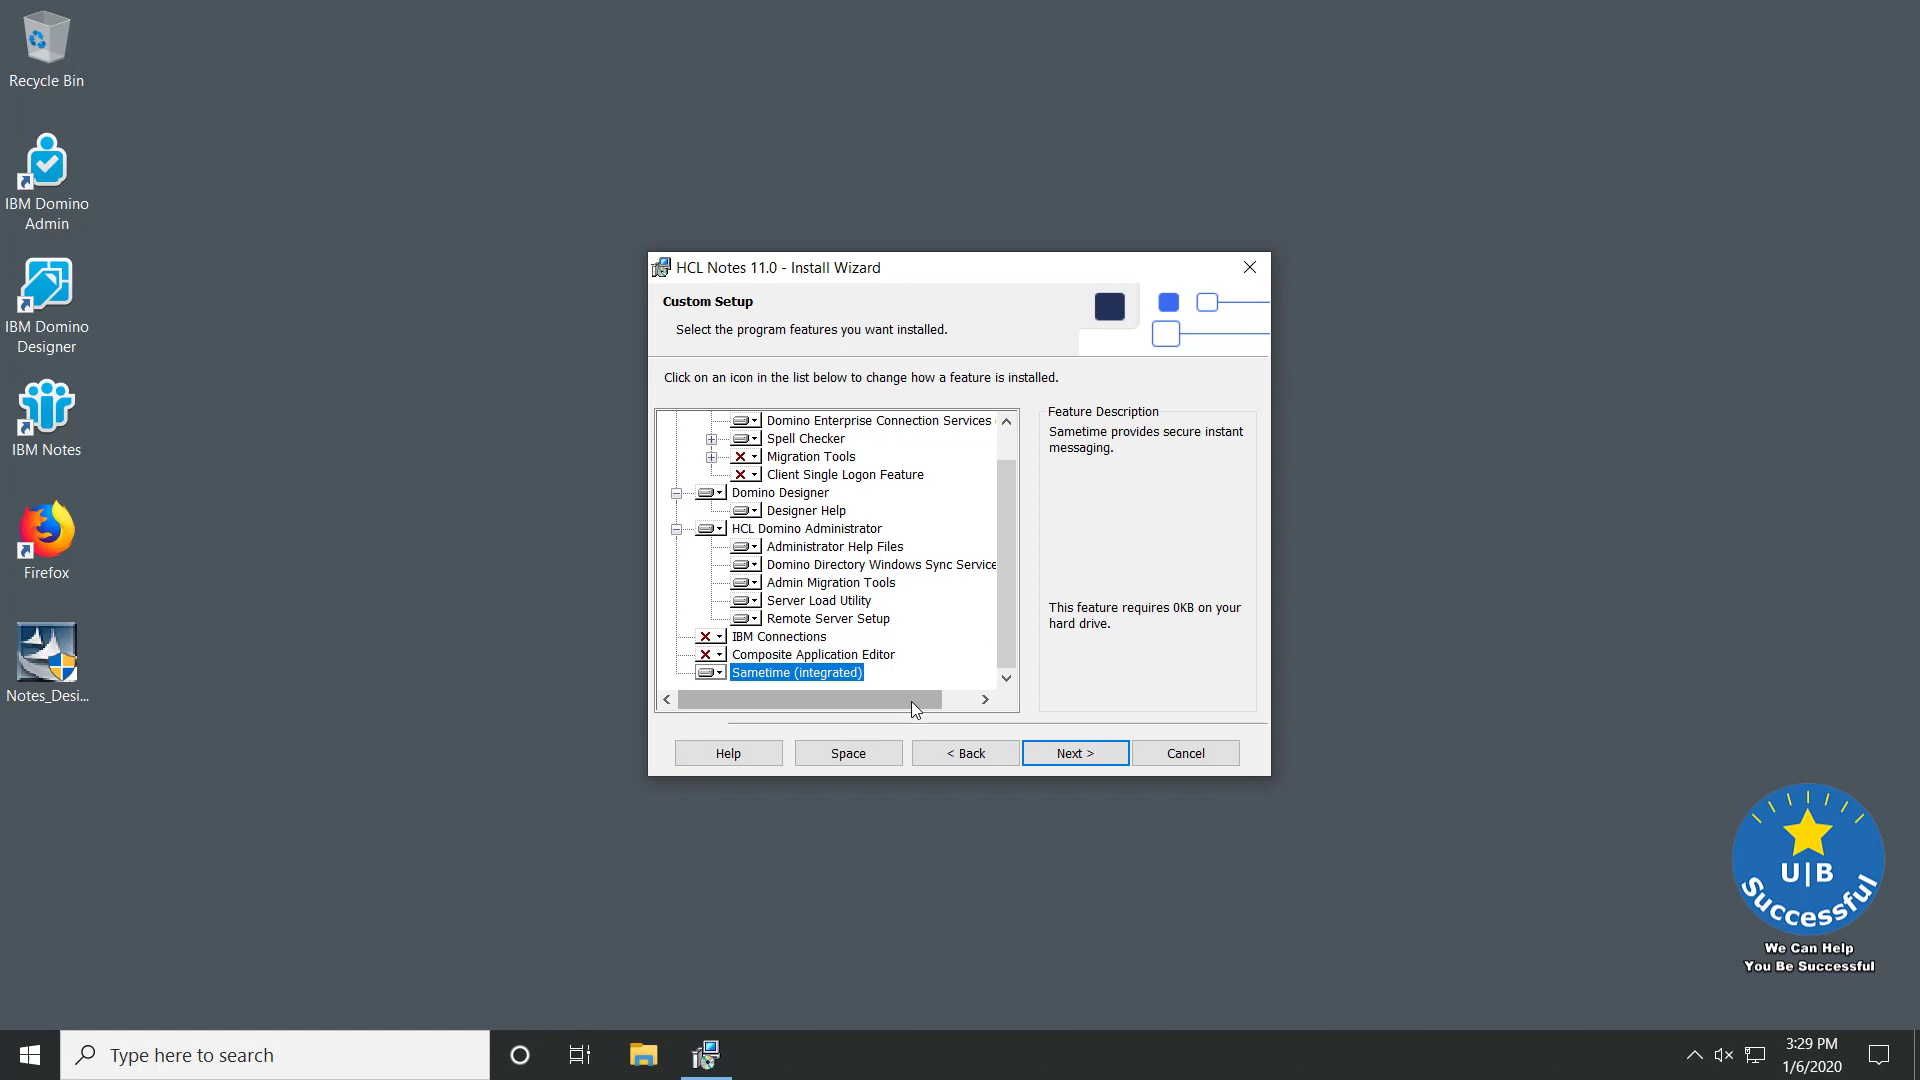 Recycle Bin
IBM Domino
Admin
IBM Domino
Designer
IBM Notes
Firefox
Notes_Desi...
HCL Notes 11.0 - Install Wizard
Custom Setup
Select the program features you want installed.
Click on an icon in the list below to change how a feature is installed.
Domino Enterprise Connection Services
Spell Checker
Migration Tools
Client Single Logon Feature
Domino Designer
Designer Help
HCL Domino Administrator
Administrator Help Files
Domino Directory Windows Sync Service
Admin Migration Tools
Server Load Utility
Remote Server Setup
IBM Connections
Composite Application Editor
Sametime (integrated)
Feature Description
Sametime provides secure instant
messaging.
This feature requires 0KB on your
hard drive.
Help
Space
< Back
Next >
Cancel
U|B
Successful
We Can Help
You Be Successful
Type here to search
3:29 PM
1/6/2020